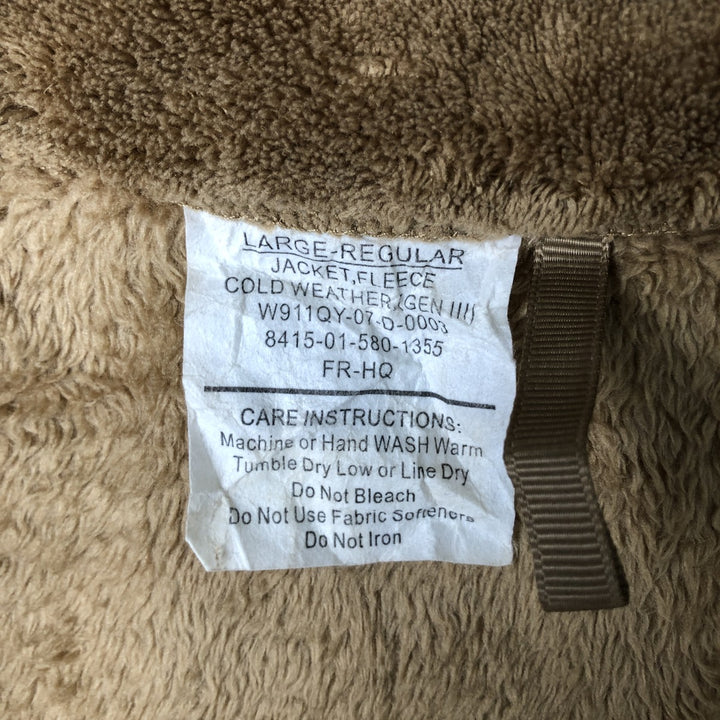 LARGE-REGULAR
JACKET,FLEECE
COLD WEATHER,(GEN III)
W911QY-07-D-0003
8415-01-580-1355
FR-HQ
CARE INSTRUCTIONS:
Machine or Hand WASH Warm
Tumble Dry Low or Line Dry
Do Not Bleach
Do Not Use Fabric Softeners
Do Not Iron